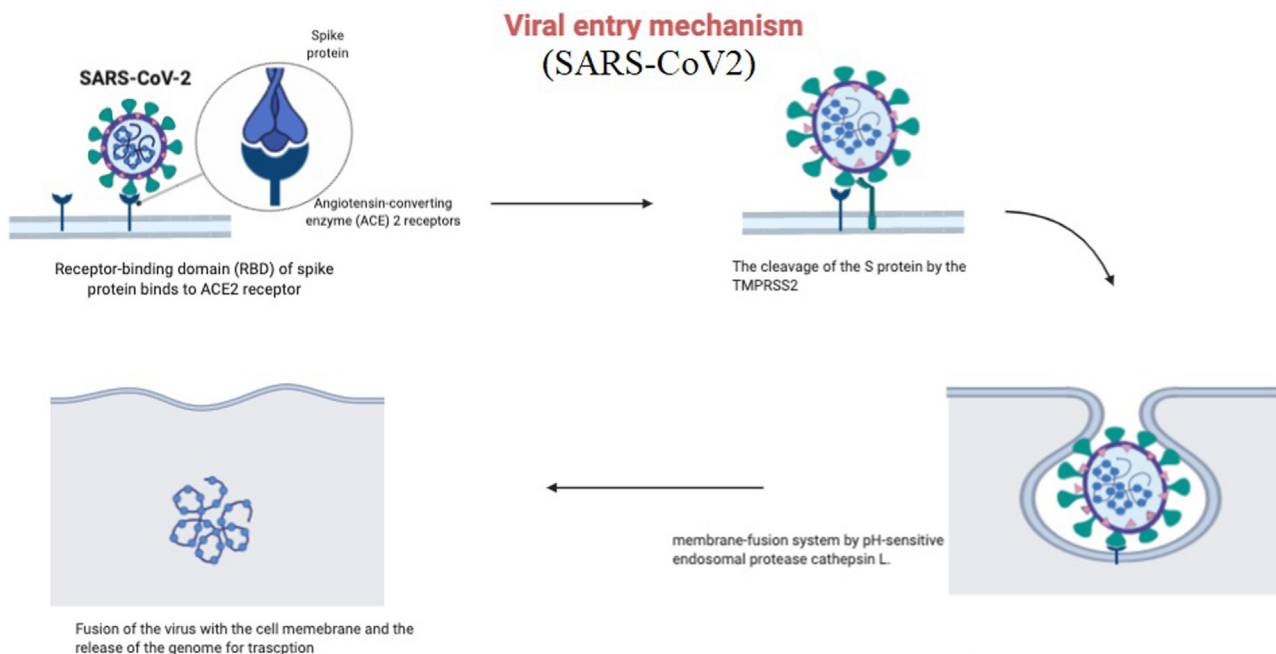 Viral entry mechanism
(SARS-CoV2)
Spike
protein
SARS-CoV-2
Angiotensin-converting
enzyme (ACE) 2 receptors
Receptor-binding domain (RBD) of spike
protein binds to ACE2 receptor
The cleavage of the S protein by the
TMPRSS2
membrane-fusion system by pH-sensitive
endosomal protease cathepsin L.
Fusion of the virus with the cell memebrane and the
release of the genome for trascption